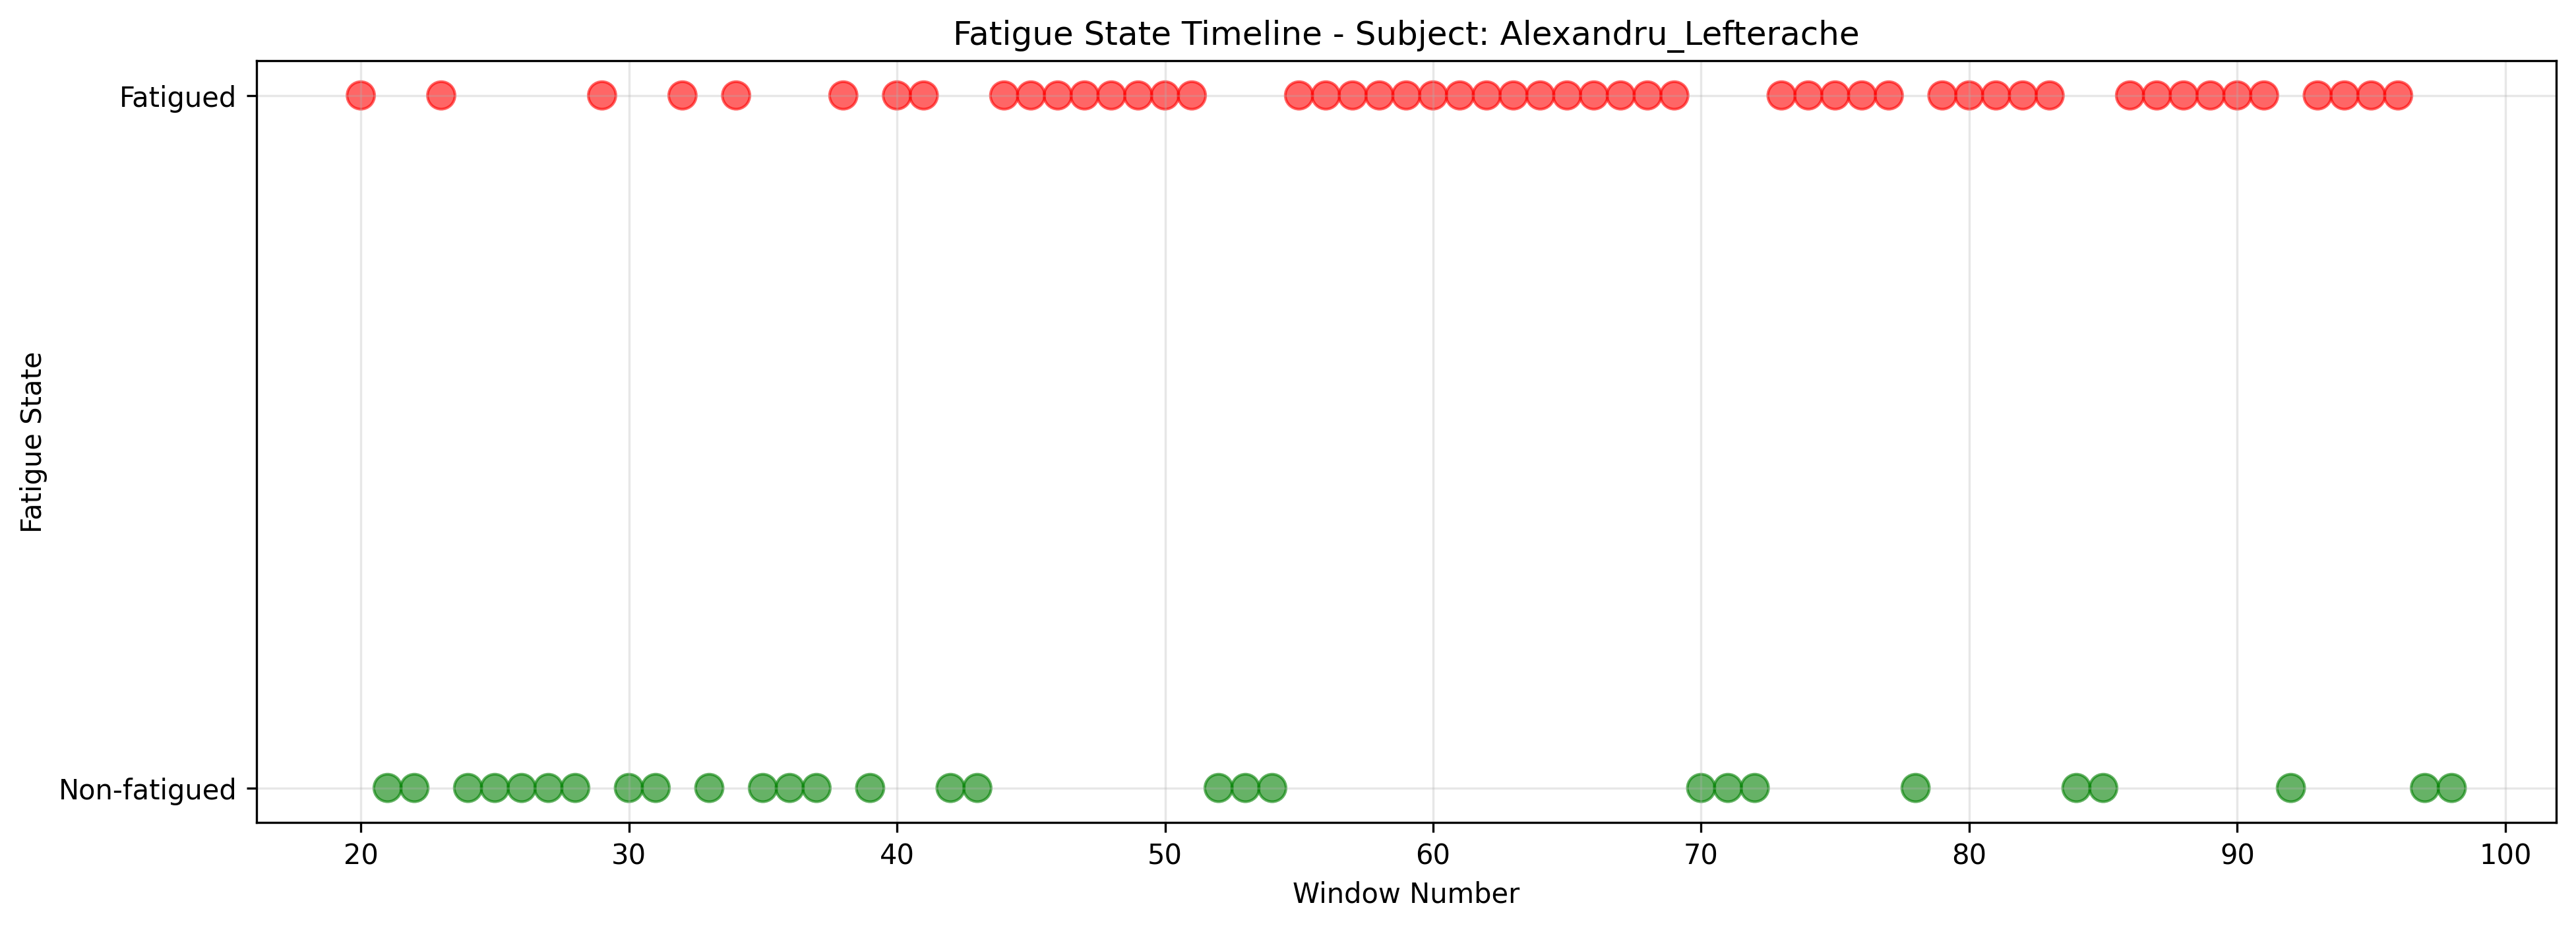 Fatigue State Timeline - Subject: Alexandru_Lefterache
Fatigued
Fatigue State
Non-fatigued
20 30 40 50 60 70 80 90 100
Window Number